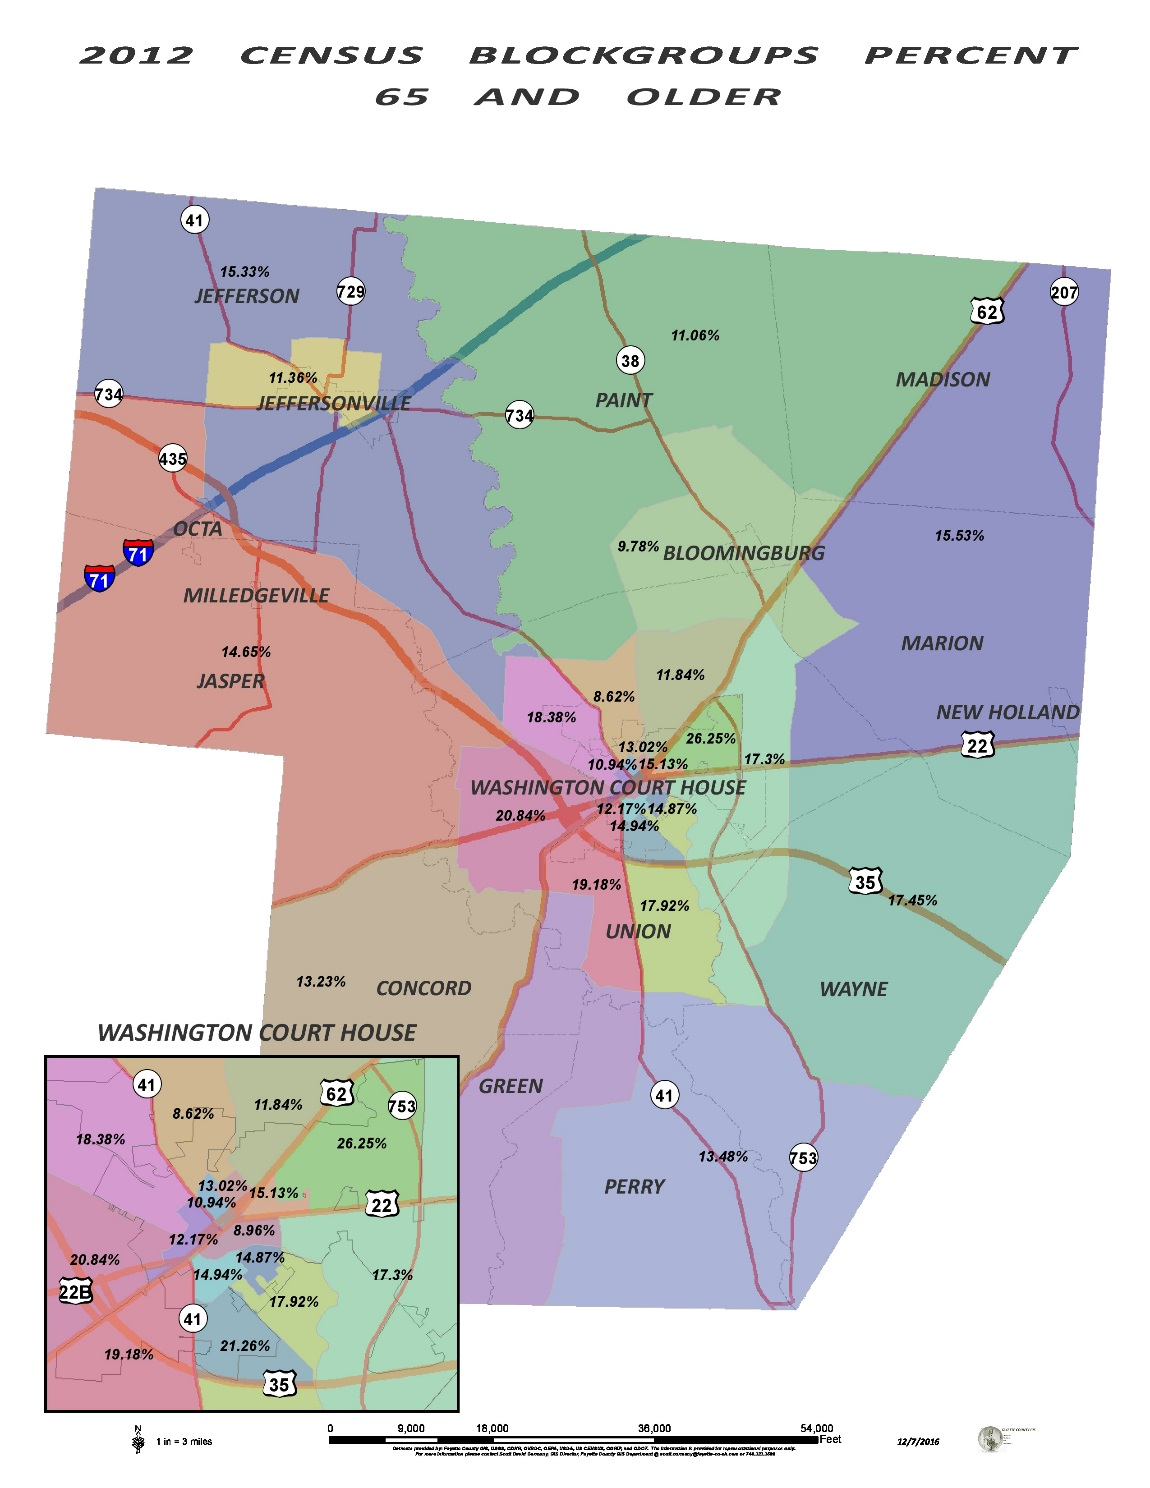 2012 CENSUS BLOCKGROUPS PERCENT
65 AND OLDER
41
15.33%
JEFFERSON
729
207
62
11.06%
38
11.36%
MADISON
734
JEFFERSONVILLE
PAINT
734
435
OCTA
15.53%
71
71
9.78%
BLOOMINGBURG
MILLEDGEVILLE
MARION
14.65%
JASPER
11.84%
8.62%
18.38%
NEW HOLLAND
26.25%
22
13.02%
17.3%
10.94%
15.13%
WASHINGTON COURT HOUSE
12.17%
14.87%
20.84%
14.94%
35
19.18%
17.45%
17.92%
UNION
13.23%
CONCORD
WAYNE
WASHINGTON COURT HOUSE
GREEN
41
13.48%
753
PERRY
41
62
753
8.62%
11.84%
18.38%
26.25%
13.02%
15.13%
10.94%
22
8.96%
12.17%
14.87%
20.84%
14.94%
17.3%
22B
17.92%
41
21.26%
19.18%
35
N
1 in = 3 miles
0 9,000 18,000 36,000 54,000
Feet
12/7/2016